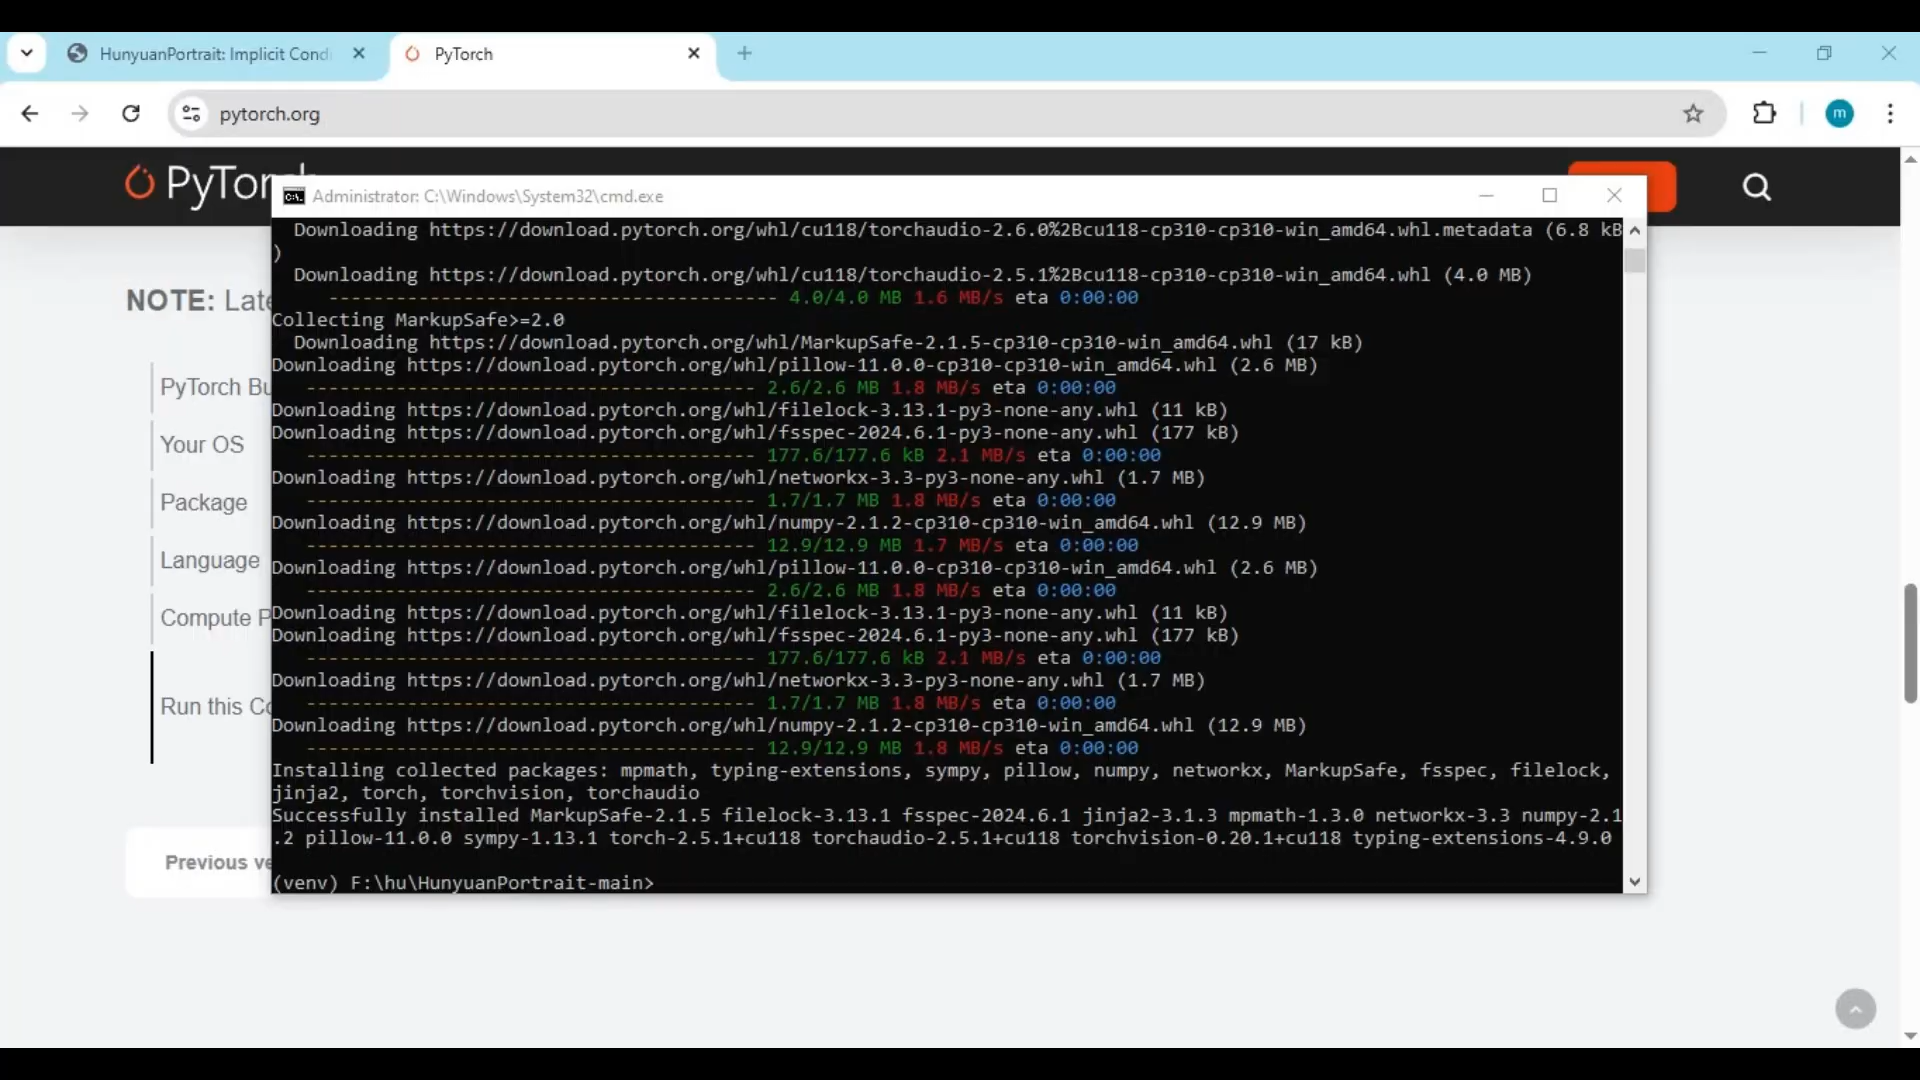 HunyuanPortrait: Implicit Cond
PyTorch
pytorch.org
m
PyTor
Administrator: C:\Windows\System32\cmd.exe
Downloading https://download.pytorch.org/whl/cu118/torchaudio-2.6.0%2Bcu118-cp310-cp310-win_amd64.whl.metadata (6.8 kB
)
Downloading https://download.pytorch.org/whl/cu118/torchaudio-2.5.1%2Bcu118-cp310-cp310-win_amd64.whl (4.0 MB)
---------------------------------------- 4.0/4.0 MB 1.6 MB/s eta 0:00:00
Collecting MarkupSafe>=2.0
Downloading https://download.pytorch.org/whl/MarkupSafe-2.1.5-cp310-cp310-win_amd64.whl (17 kB)
Downloading https://download.pytorch.org/whl/pillow-11.0.0-cp310-cp310-win_amd64.whl (2.6 MB)
---------------------------------------- 2.6/2.6 MB 1.8 MB/s eta 0:00:00
Downloading https://download.pytorch.org/whl/filelock-3.13.1-py3-none-any.whl (11 kB)
Downloading https://download.pytorch.org/whl/fsspec-2024.6.1-py3-none-any.whl (177 kB)
---------------------------------------- 177.6/177.6 kB 2.1 MB/s eta 0:00:00
Downloading https://download.pytorch.org/whl/networkx-3.3-py3-none-any.whl (1.7 MB)
---------------------------------------- 1.7/1.7 MB 1.8 MB/s eta 0:00:00
Downloading https://download.pytorch.org/whl/numpy-2.1.2-cp310-cp310-win_amd64.whl (12.9 MB)
---------------------------------------- 12.9/12.9 MB 1.7 MB/s eta 0:00:00
Downloading https://download.pytorch.org/whl/pillow-11.0.0-cp310-cp310-win_amd64.whl (2.6 MB)
---------------------------------------- 2.6/2.6 MB 1.8 MB/s eta 0:00:00
Downloading https://download.pytorch.org/whl/filelock-3.13.1-py3-none-any.whl (11 kB)
Downloading https://download.pytorch.org/whl/fsspec-2024.6.1-py3-none-any.whl (177 kB)
---------------------------------------- 177.6/177.6 kB 2.1 MB/s eta 0:00:00
Downloading https://download.pytorch.org/whl/networkx-3.3-py3-none-any.whl (1.7 MB)
---------------------------------------- 1.7/1.7 MB 1.8 MB/s eta 0:00:00
Downloading https://download.pytorch.org/whl/numpy-2.1.2-cp310-cp310-win_amd64.whl (12.9 MB)
---------------------------------------- 12.9/12.9 MB 1.8 MB/s eta 0:00:00
Installing collected packages: mpmath, typing-extensions, sympy, pillow, numpy, networkx, MarkupSafe, fsspec, filelock,
jinja2, torch, torchvision, torchaudio
Successfully installed MarkupSafe-2.1.5 filelock-3.13.1 fsspec-2024.6.1 jinja2-3.1.3 mpmath-1.3.0 networkx-3.3 numpy-2.1
.2 pillow-11.0.0 sympy-1.13.1 torch-2.5.1+cu118 torchaudio-2.5.1+cu118 torchvision-0.20.1+cu118 typing-extensions-4.9.0
(venv) F:\hu\HunyuanPortrait-main>
NOTE: Late
PyTorch Bu
Your OS
Package
Language
Compute P
Run this Co
Previous ve